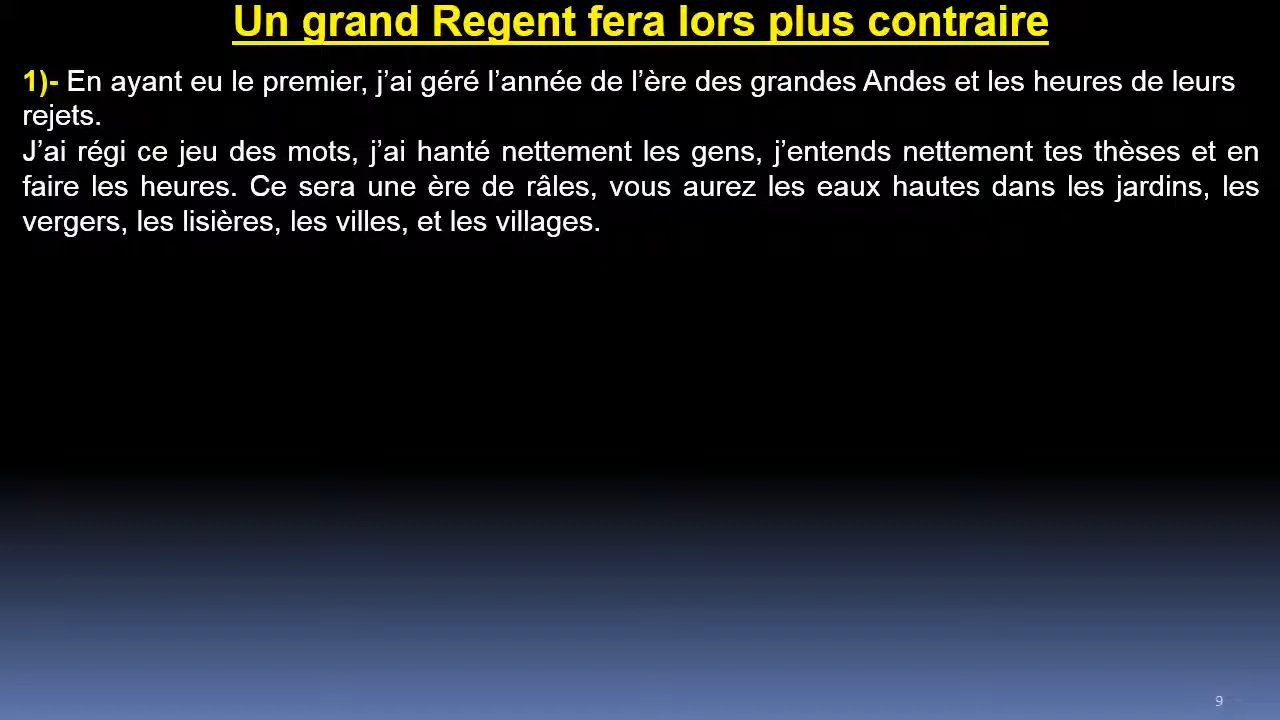 Un grand Regent fera lors plus contraire
1)- En ayant eu le premier, j’ai géré l’année de l’ère des grandes Andes et les heures de leurs
rejets.
J’ai régi ce jeu des mots, j’ai hanté nettement les gens, j’entends nettement tes thèses et en
faire les heures. Ce sera une ère de râles, vous aurez les eaux hautes dans les jardins, les
vergers, les lisières, les villes, et les villages.
9